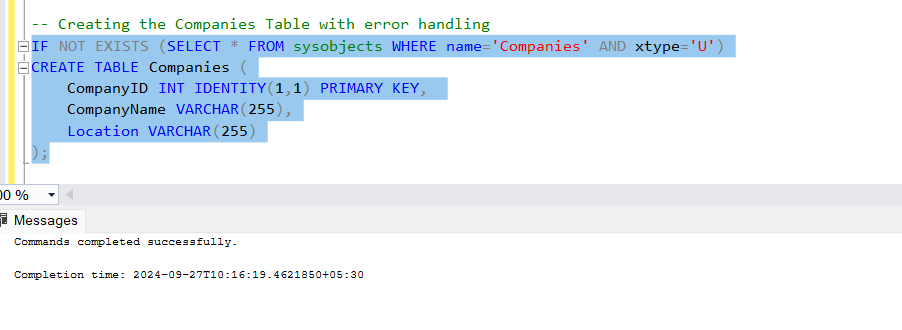 -- Creating the Companies Table with error handling
IF NOT EXISTS (SELECT * FROM sysobjects WHERE name='Companies' AND xtype='U')
CREATE TABLE Companies (
    CompanyID INT IDENTITY(1,1) PRIMARY KEY,
    CompanyName VARCHAR(255),
    Location VARCHAR(255)
);
00 %
Messages
Commands completed successfully.
Completion time: 2024-09-27T10:16:19.4621850+05:30